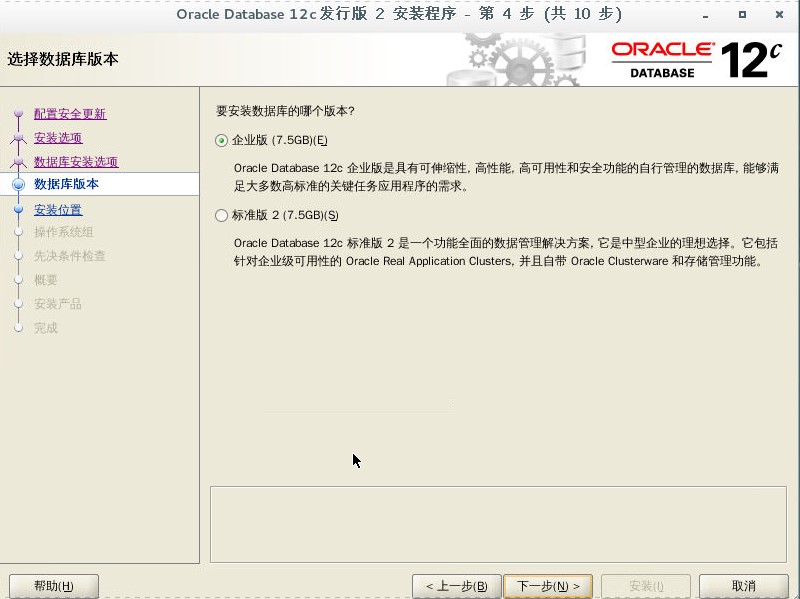 Oracle Database 12c 发行版 2 安装程序 - 第 4 步 (共 10 步)
选择数据库版本
ORACLE
DATABASE
12c
配置安全更新
安装选项
数据库安装选项
数据库版本
安装位置
操作系统组
先决条件检查
概要
安装产品
完成
要安装数据库的哪个版本?
企业版 (7.5GB)(E)
Oracle Database 12c 企业版是具有可伸缩性, 高性能, 高可用性和安全功能的自行管理的数据库, 能够满
足大多数高标准的关键任务应用程序的需求。
标准版 2 (7.5GB)(S)
Oracle Database 12c 标准版 2 是一个功能全面的数据管理解决方案, 它是中型企业的理想选择。它包括
针对企业级可用性的 Oracle Real Application Clusters, 并且自带 Oracle Clusterware 和存储管理功能。
帮助(H)
< 上一步(B)
下一步(N) >
安装(I)
取消